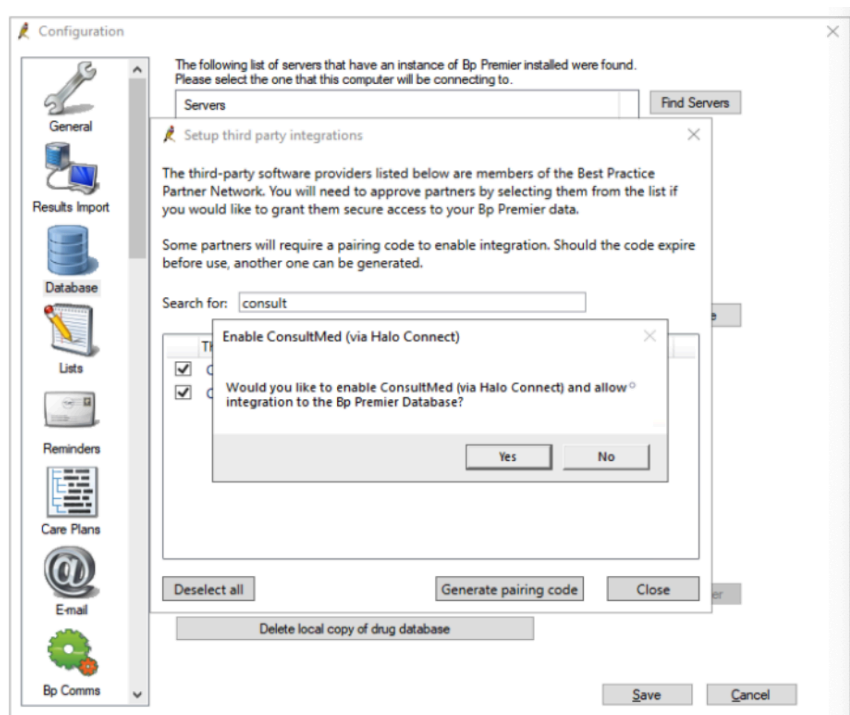 Configuration
General
Results Import
Database
Lists
Reminders
Care Plans
E-mail
Bp Comms
The following list of servers that have an instance of Bp Premier installed were found.
Please select the one that this computer will be connecting to.
Servers
Find Servers
Setup third party integrations
The third-party software providers listed below are members of the Best Practice
Partner Network. You will need to approve partners by selecting them from the list if
you would like to grant them secure access to your Bp Premier data.
Some partners will require a pairing code to enable integration. Should the code expire
before use, another one can be generated.
Search for: consult
Enable ConsultMed (via Halo Connect)
Would you like to enable ConsultMed (via Halo Connect) and allow
integration to the Bp Premier Database?
Yes No
Deselect all Generate pairing code Close
Delete local copy of drug database
Save Cancel